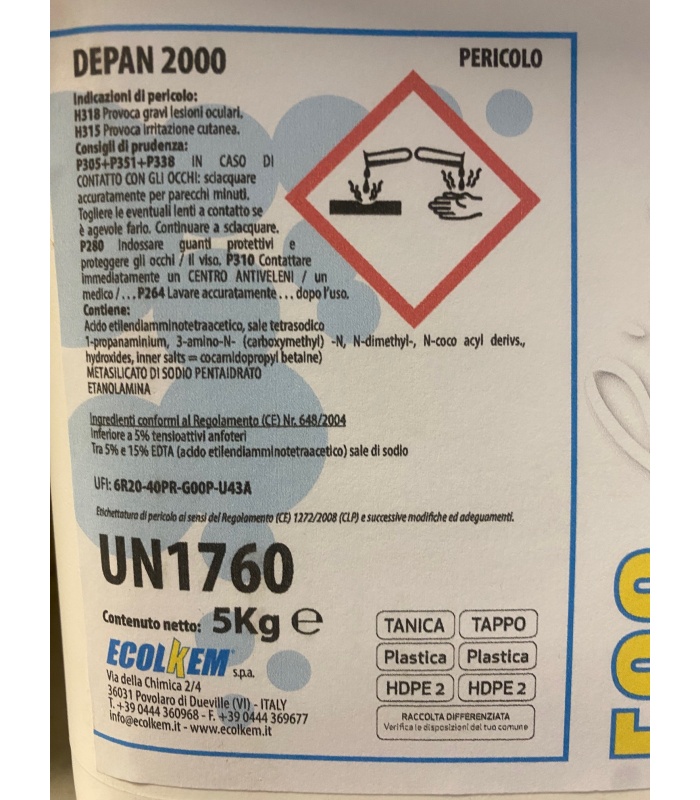 DEPAN 2000
PERICOLO
Indicazioni di pericolo:
H318 Provoca gravi lesioni oculari.
H315 Provoca irritazione cutanea.
Consigli di prudenza:
P305+P351+P338 IN CASO DI
CONTATTO CON GLI OCCHI: sciacquare
accuratamente per parecchi minuti.
Togliere le eventuali lenti a contatto se
è agevole farlo. Continuare a sciacquare.
P280 Indossare guanti protettivi e
proteggere gli occhi / il viso. P310 Contattare
immediatamente un CENTRO ANTIVELENI / un
medico /... P264 Lavare accuratamente ... dopo l'uso.
Contiene:
Acido etilendiamminotetraacetico, sale tetrasodico
1-propanaminium, 3-amino-N- (carboxymethyl) -N, N-dimethyl-, N-coco acyl derivs.,
hydroxides, inner salts = cocamidopropyl betaine)
METASILICATO DI SODIO PENTAIDRATO
ETANOLAMINA
Ingredienti conformi al Regolamento (CE) Nr. 648/2004
Inferiore a 5% tensioattivi anfoteri
Tra 5% e 15% EDTA (acido etilendiamminotetraacetico) sale di sodio
UFI: 6R20-40PR-G00P-U43A
Etichettatura di pericolo ai sensi del Regolamento (CE) 1272/2008 (CLP) e successive modifiche ed adeguamenti.
UN1760
Contenuto netto: 5Kg e
ECOLKEM s.p.a.
Via della Chimica 2/4
36031 Povolaro di Dueville (VI) - ITALY
T. +39 0444 360968 - F. +39 0444 369677
info@ecolkem.it - www.ecolkem.it
TANICA TAPPO
Plastica Plastica
HDPE 2 HDPE 2
RACCOLTA DIFFERENZIATA
Verifica le disposizioni del tuo comune